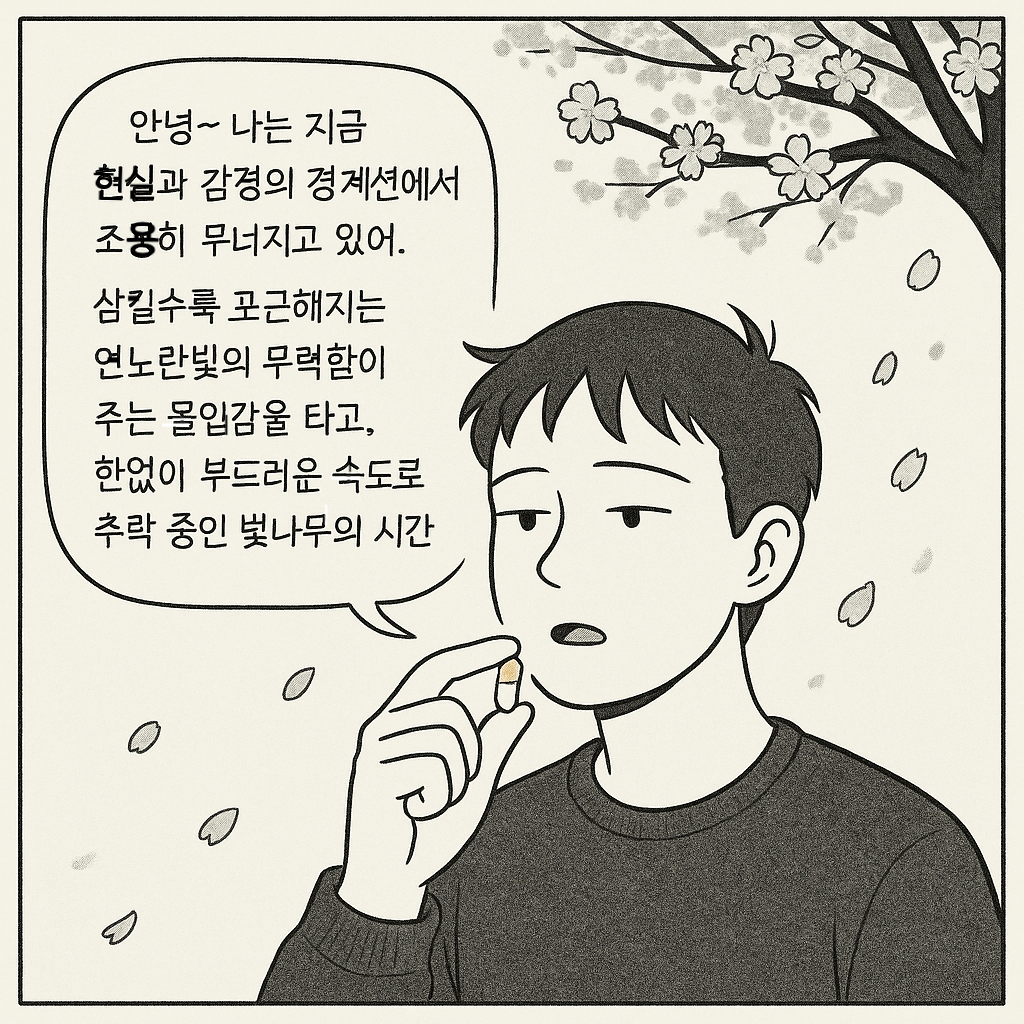 안녕~ 나는 지금
현실과 감경의 경계션에서
조용히 무너지고 있어.
삼킬수록 포근해지는
연노란빛의 무력함이
주는 몰입감울 타고,
한없이 부드러운 속도로
추락 중인 벚나무의 시간